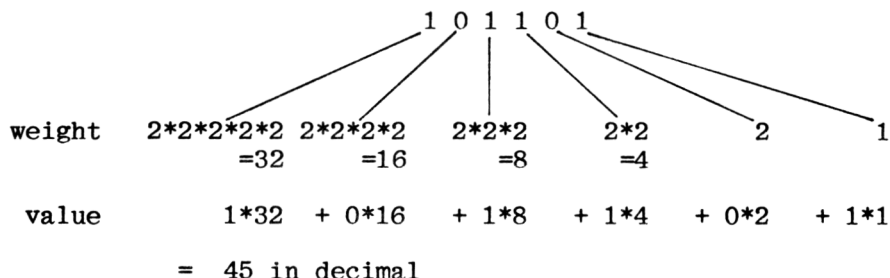 1 0 1 1 0 1
weight 2*2*2*2*2 2*2*2*2 2*2*2 2*2 2 1
=32 =16 =8 =4
value 1*32 + 0*16 + 1*8 + 1*4 + 0*2 + 1*1
= 45 in decimal